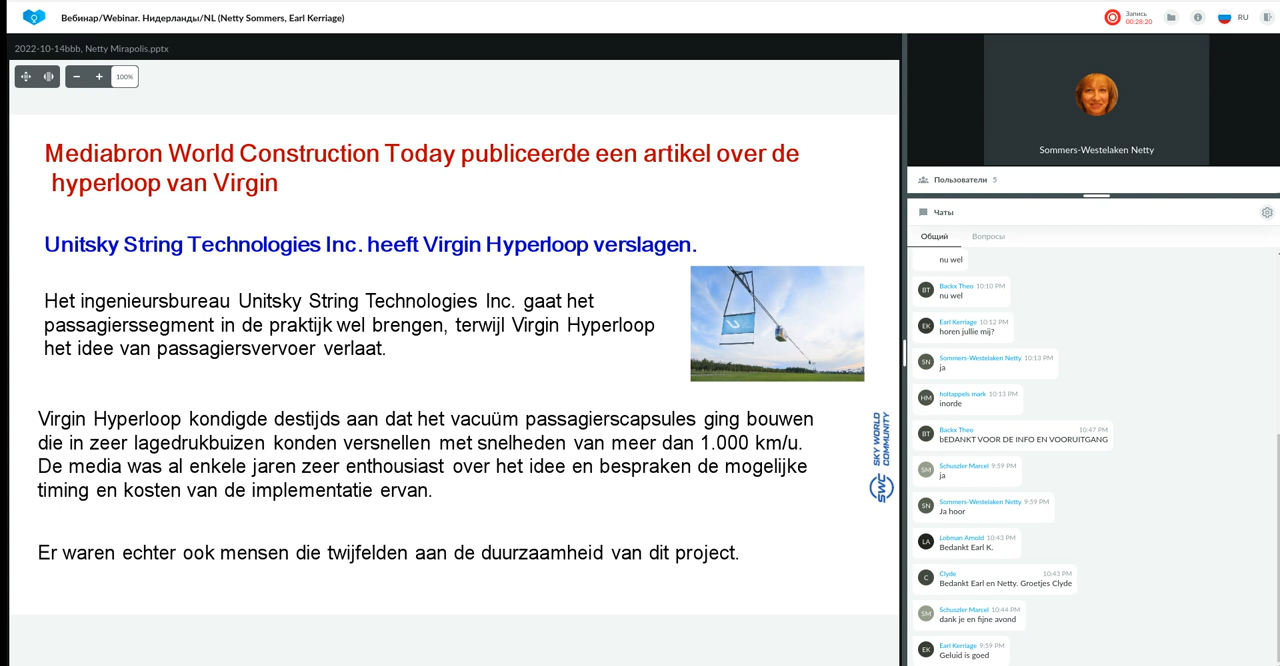 Вебинар/Webinar. Нидерланды/NL (Netty Sommers, Earl Kerriage)
Запись
00:28:20
RU
2022-10-14bbb, Netty Mirapolis.pptx
100%
Mediabron World Construction Today publiceerde een artikel over de
hyperloop van Virgin
Unitsky String Technologies Inc. heeft Virgin Hyperloop verslagen.
Het ingenieursbureau Unitsky String Technologies Inc. gaat het
passagierssegment in de praktijk wel brengen, terwijl Virgin Hyperloop
het idee van passagiersvervoer verlaat.
Virgin Hyperloop kondigde destijds aan dat het vacuüm passagierscapsules ging bouwen
die in zeer lagedrukbuizen konden versnellen met snelheden van meer dan 1.000 km/u.
De media was al enkele jaren zeer enthousiast over het idee en bespraken de mogelijke
timing en kosten van de implementatie ervan.
Er waren echter ook mensen die twijfelden aan de duurzaamheid van dit project.
SWC SKY WORLD
COMMUNITY
Sommers-Westelaken Netty
Пользователи 5
Чаты
Общий Вопросы
nu wel
BT Backx Theo 10:10 PM
nu wel
EK Earl Kerriage 10:12 PM
horen jullie mij?
SN Sommers-Westelaken Netty 10:13 PM
ja
HM holtappels mark 10:13 PM
inorde
BT Backx Theo 10:47 PM
bEDANKT VOOR DE INFO EN VOORUITGANG
SM Schuszler Marcel 9:59 PM
ja
SN Sommers-Westelaken Netty 9:59 PM
Ja hoor
LA Lobman Arnold 10:43 PM
Bedankt Earl K.
C Clyde 10:43 PM
Bedankt Earl en Netty. Groetjes Clyde
SM Schuszler Marcel 10:44 PM
dank je en fijne avond
EK Earl Kerriage 9:59 PM
Geluid is goed